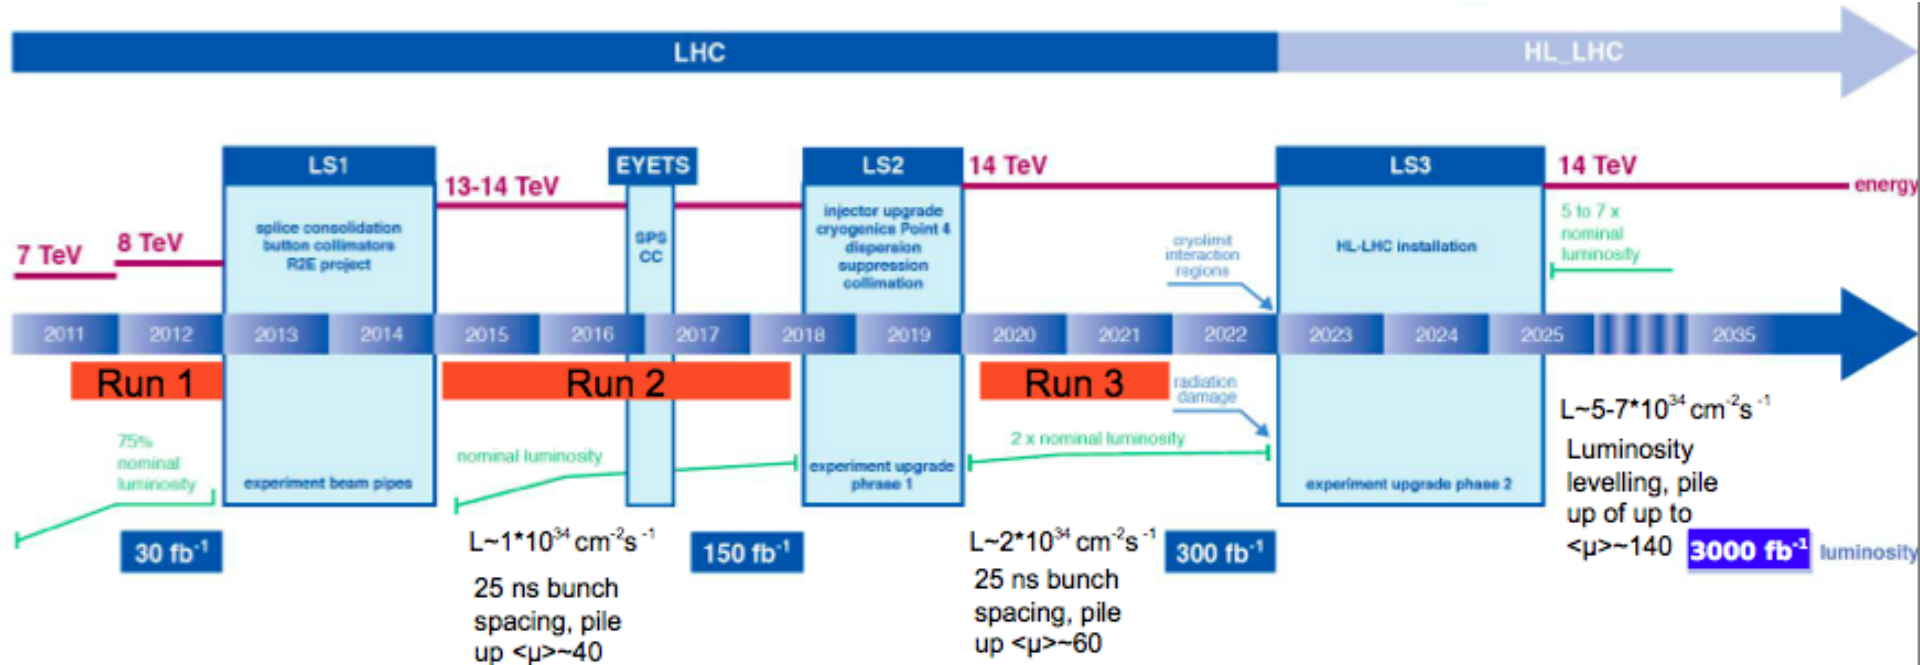 LHC
HL_LHC
LS1
EYETS
LS2
14 TeV
LS3
14 TeV
13-14 TeV
energy
7 TeV
8 TeV
splice consolidation
button collimators
R2E project
SPS
CC
injector upgrade
cryogenics Point 4
dispersion
suppression
collimation
cryolimit
interaction
regions
HL-LHC installation
5 to 7 x
nominal
luminosity
2011
2012
2013
2014
2015
2016
2017
2018
2019
2020
2021
2022
2023
2024
2025
2035
Run 1
Run 2
Run 3
radiation
damage
75%
nominal
luminosity
experiment beam pipes
nominal luminosity
experiment upgrade
phrase 1
2 x nominal luminosity
experiment upgrade phase 2
L~5-7*10³⁴ cm⁻²s⁻¹
Luminosity
levelling, pile
up of up to
<µ>~140
30 fb⁻¹
L~1*10³⁴ cm⁻²s⁻¹
25 ns bunch
spacing, pile
up <µ>~40
150 fb⁻¹
L~2*10³⁴ cm⁻²s⁻¹
25 ns bunch
spacing, pile
up <µ>~60
300 fb⁻¹
3000 fb⁻¹
luminosity